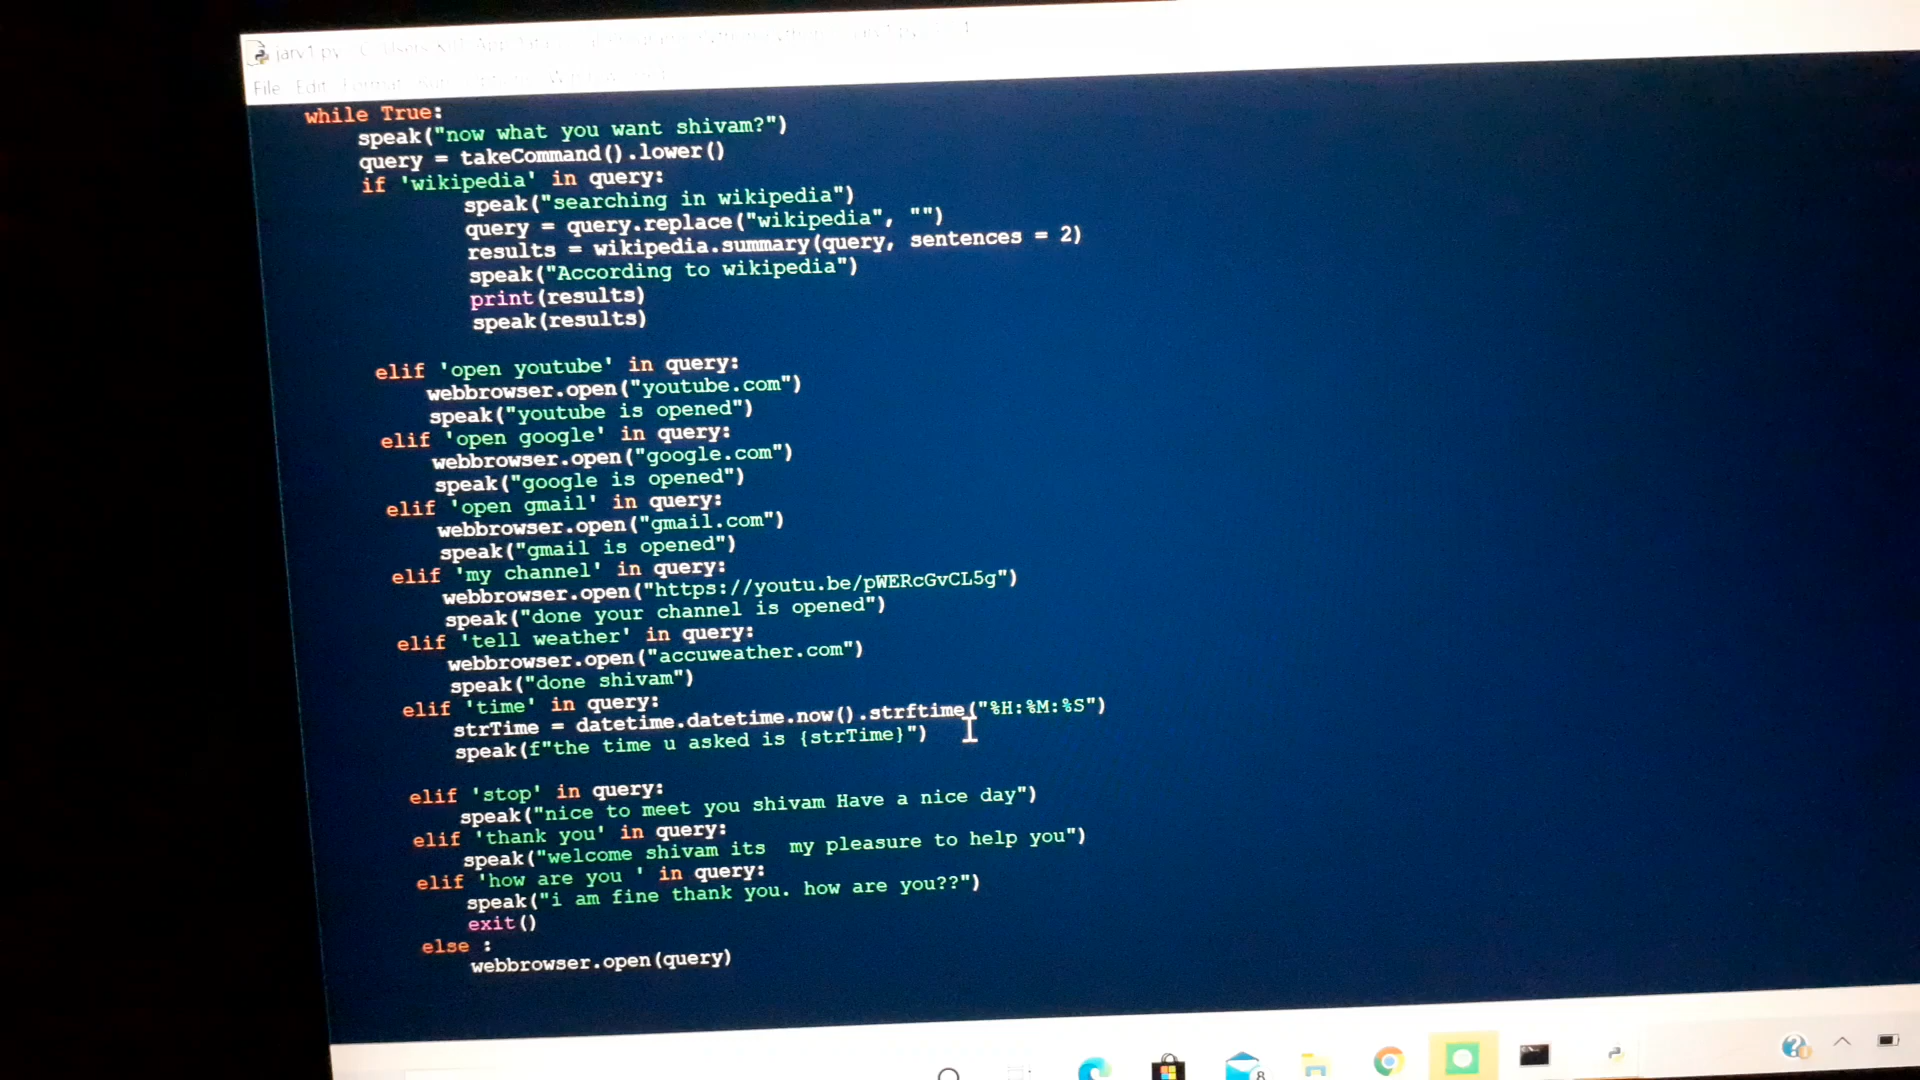 jarv1.py
File Edit Format
while True:
speak("now what you want shivam?")
query = takeCommand().lower()
if 'wikipedia' in query:
speak("searching in wikipedia")
query = query.replace("wikipedia", "")
results = wikipedia.summary(query, sentences = 2)
speak("According to wikipedia")
print(results)
speak(results)
elif 'open youtube' in query:
webbrowser.open("youtube.com")
speak("youtube is opened")
elif 'open google' in query:
webbrowser.open("google.com")
speak("google is opened")
elif 'open gmail' in query:
webbrowser.open("gmail.com")
speak("gmail is opened")
elif 'my channel' in query:
webbrowser.open("https://youtu.be/pWERcGvCL5g")
speak("done your channel is opened")
elif 'tell weather' in query:
webbrowser.open("accuweather.com")
speak("done shivam")
elif 'time' in query:
strTime = datetime.datetime.now().strftime("%H:%M:%S")
speak(f"the time u asked is {strTime}")
elif 'stop' in query:
speak("nice to meet you shivam Have a nice day")
elif 'thank you' in query:
speak("welcome shivam its  my pleasure to help you")
elif 'how are you ' in query:
speak("i am fine thank you. how are you??")
exit()
else :
webbrowser.open(query)
8